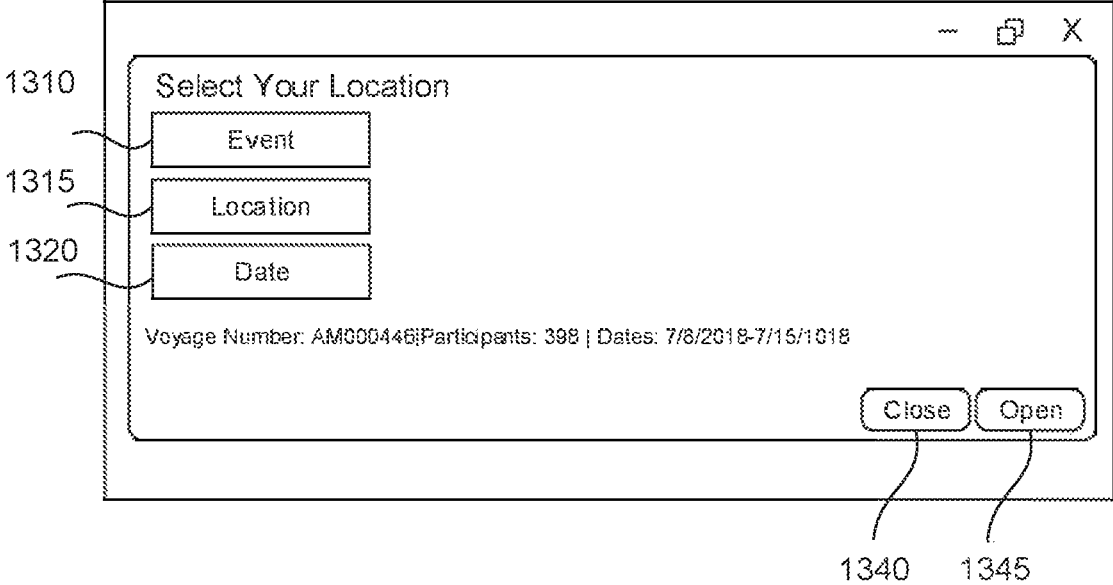 X
1310
Select Your Location
Event
1315
Location
1320
Date
Voyage Number: AM000446|Participants: 398 | Dates: 7/8/2018-7/15/1018
Close Open
1340 1345